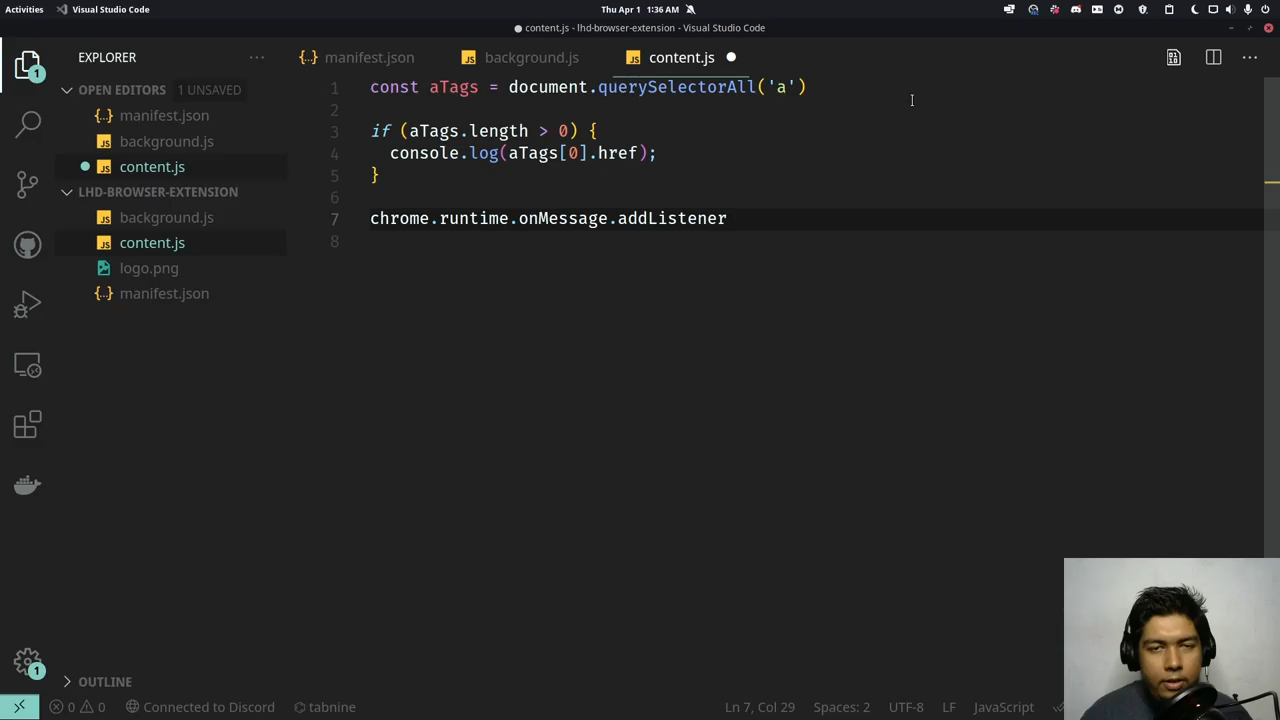 Activities
Visual Studio Code
Thu Apr 1 1:36 AM
● content.js - lhd-browser-extension - Visual Studio Code
EXPLORER
manifest.json
background.js
content.js
OPEN EDITORS
1 UNSAVED
manifest.json
background.js
content.js
LHD-BROWSER-EXTENSION
background.js
content.js
logo.png
manifest.json
OUTLINE
1 const aTags = document.querySelectorAll('a')
2
3 if (aTags.length > 0) {
4 console.log(aTags[0].href);
5 }
6
7 chrome.runtime.onMessage.addListener
8
1
1
0 0
Connected to Discord
tabnine
Ln 7, Col 29
Spaces: 2
UTF-8
LF
JavaScript